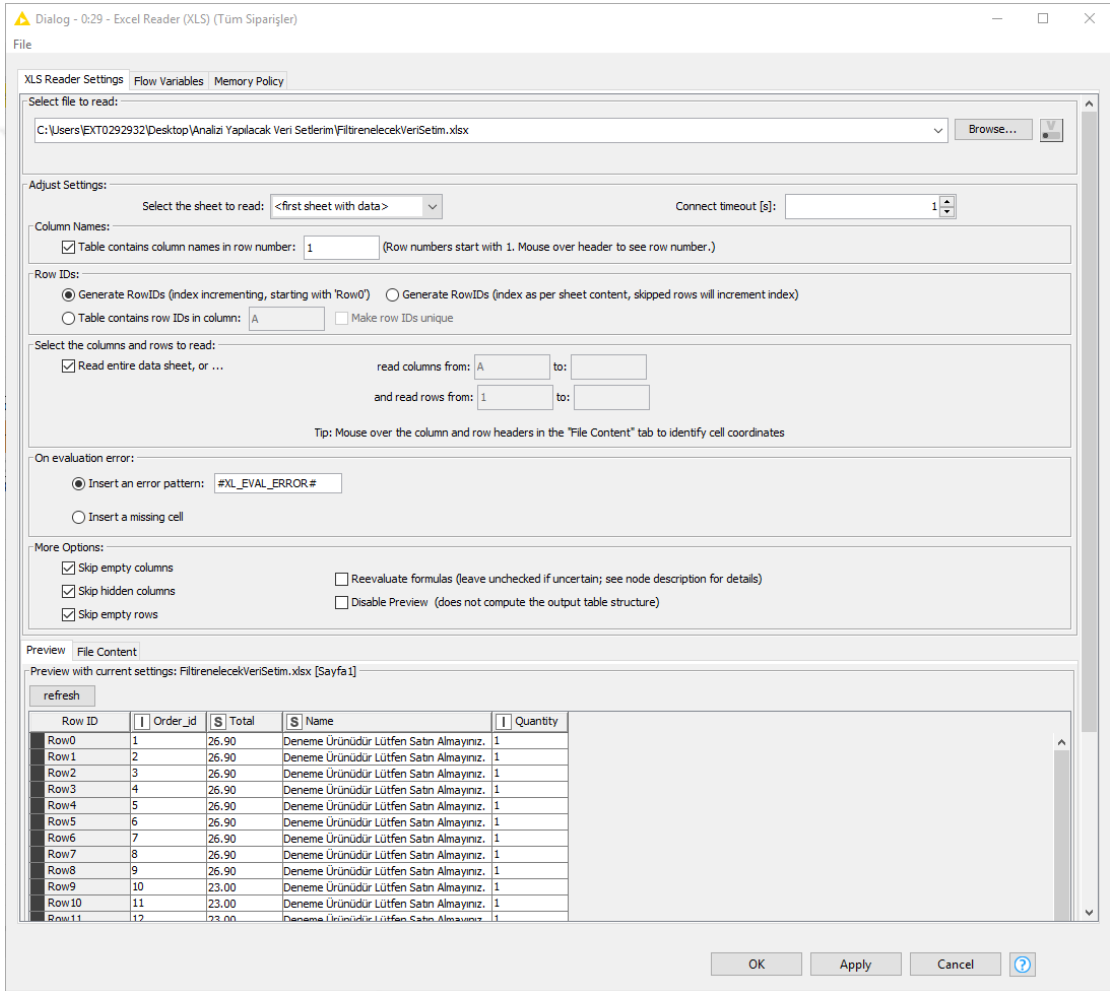 Dialog - 0:29 - Excel Reader (XLS) (Tüm Siparişler)
File
XLS Reader Settings Flow Variables Memory Policy
Select file to read:
C:\Users\EXT0292932\Desktop\Analizi Yapılacak Veri Setlerim\FiltirenelecekVeriSetim.xlsx Browse... V
Adjust Settings:
Select the sheet to read: <first sheet with data> Connect timeout [s]: 1
Column Names:
Table contains column names in row number: 1 (Row numbers start with 1. Mouse over header to see row number.)
Row IDs:
Generate RowIDs (index incrementing, starting with 'Row0') Generate RowIDs (index as per sheet content, skipped rows will increment index)
Table contains row IDs in column: A Make row IDs unique
Select the columns and rows to read:
Read entire data sheet, or ... read columns from: A to:
and read rows from: 1 to:
Tip: Mouse over the column and row headers in the "File Content" tab to identify cell coordinates
On evaluation error:
Insert an error pattern: #XL_EVAL_ERROR#
Insert a missing cell
More Options:
Skip empty columns
Reevaluate formulas (leave unchecked if uncertain; see node description for details)
Skip hidden columns
Disable Preview (does not compute the output table structure)
Skip empty rows
Preview File Content
Preview with current settings: FiltirenelecekVeriSetim.xlsx [Sayfa1]
refresh
Row ID I Order_id S Total S Name I Quantity
Row0 1 26.90 Deneme Ürünüdür Lütfen Satın Almayınız. 1
Row1 2 26.90 Deneme Ürünüdür Lütfen Satın Almayınız. 1
Row2 3 26.90 Deneme Ürünüdür Lütfen Satın Almayınız. 1
Row3 4 26.90 Deneme Ürünüdür Lütfen Satın Almayınız. 1
Row4 5 26.90 Deneme Ürünüdür Lütfen Satın Almayınız. 1
Row5 6 26.90 Deneme Ürünüdür Lütfen Satın Almayınız. 1
Row6 7 26.90 Deneme Ürünüdür Lütfen Satın Almayınız. 1
Row7 8 26.90 Deneme Ürünüdür Lütfen Satın Almayınız. 1
Row8 9 26.90 Deneme Ürünüdür Lütfen Satın Almayınız. 1
Row9 10 23.00 Deneme Ürünüdür Lütfen Satın Almayınız. 1
Row10 11 23.00 Deneme Ürünüdür Lütfen Satın Almayınız. 1
Row11 12 23.00 Deneme Ürünüdür Lütfen Satın Almayınız. 1
OK Apply Cancel ?